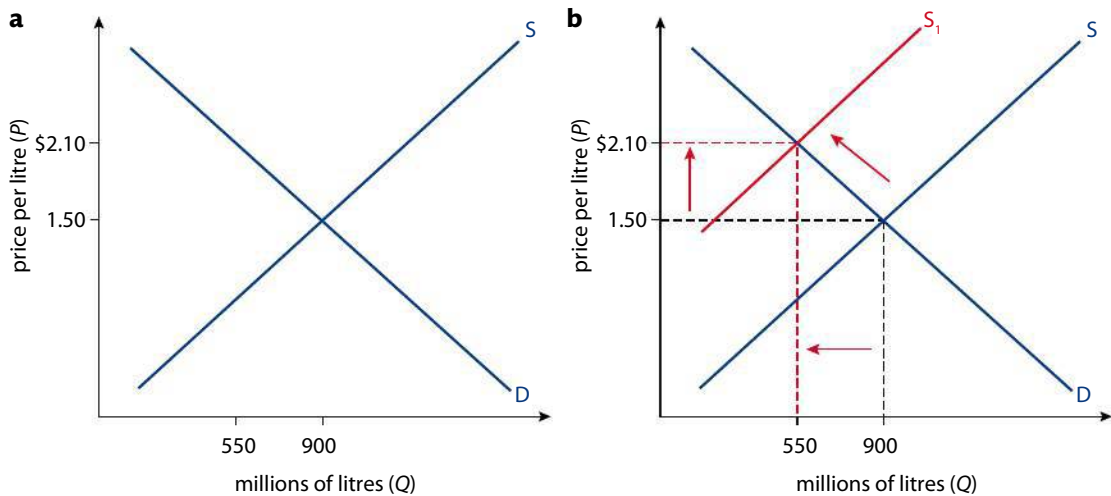 a
S
$2.10
1.50
price per litre (P)
D
550 900
millions of litres (Q)
b
S₁
S
$2.10
1.50
price per litre (P)
D
550 900
millions of litres (Q)